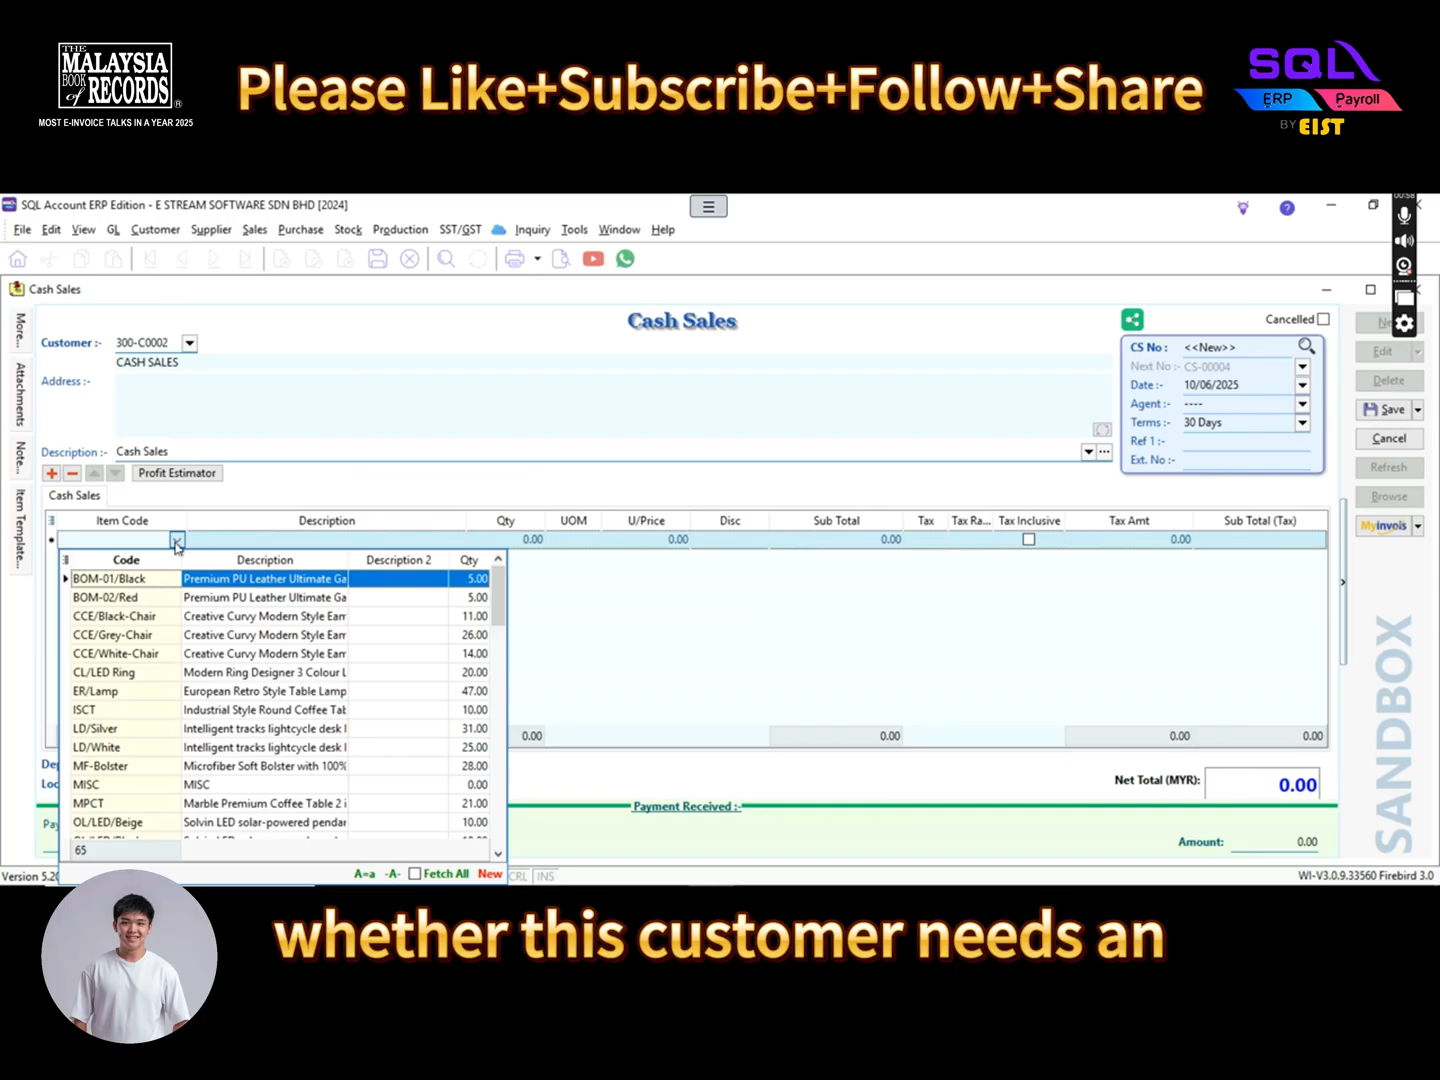 THE
MALAYSIA
BOOK
of RECORDS®
MOST E-INVOICE TALKS IN A YEAR 2025
Please Like+Subscribe+Follow+Share
SQL
ERP Payroll
BY EIST
SQL Account ERP Edition - E STREAM SOFTWARE SDN BHD [2024]
00:58
File Edit View GL Customer Supplier Sales Purchase Stock Production SST/GST Inquiry Tools Window Help
Cash Sales
Cash Sales
Cancelled
More...
Attachments
Note...
Item Template...
Customer :- 300-C0002
CASH SALES
Address :-
CS No : <<New>>
Next No :- CS-00004
Date :- 10/06/2025
Agent :- ----
Terms :- 30 Days
Ref 1 :-
Ext. No :-
Edit
Delete
Save
Cancel
Refresh
Browse
MyInvois
Description :- Cash Sales
Profit Estimator
Cash Sales
Item Code Description Qty UOM U/Price Disc Sub Total Tax Tax Ra... Tax Inclusive Tax Amt Sub Total (Tax)
0.00 0.00 0.00 0.00
Code Description Description 2 Qty
BOM-01/Black Premium PU Leather Ultimate Ga 5.00
BOM-02/Red Premium PU Leather Ultimate Ga 5.00
CCE/Black-Chair Creative Curvy Modern Style Eam 11.00
CCE/Grey-Chair Creative Curvy Modern Style Eam 26.00
CCE/White-Chair Creative Curvy Modern Style Eam 14.00
CL/LED Ring Modern Ring Designer 3 Colour L 20.00
ER/Lamp European Retro Style Table Lamp 47.00
ISCT Industrial Style Round Coffee Tab 10.00
LD/Silver Intelligent tracks lightcycle desk l 31.00
LD/White Intelligent tracks lightcycle desk l 25.00
MF-Bolster Microfiber Soft Bolster with 100% 28.00
MISC MISC 0.00
MPCT Marble Premium Coffee Table 2 i 21.00
OL/LED/Beige Solvin LED solar-powered pendar 10.00
65
A=a -A- Fetch All New
0.00 0.00 0.00 0.00
Net Total (MYR): 0.00
Payment Received :-
Amount: 0.00
SANDBOX
Version 5.20
CRL INS
WI-V3.0.9.33560 Firebird 3.0
whether this customer needs an